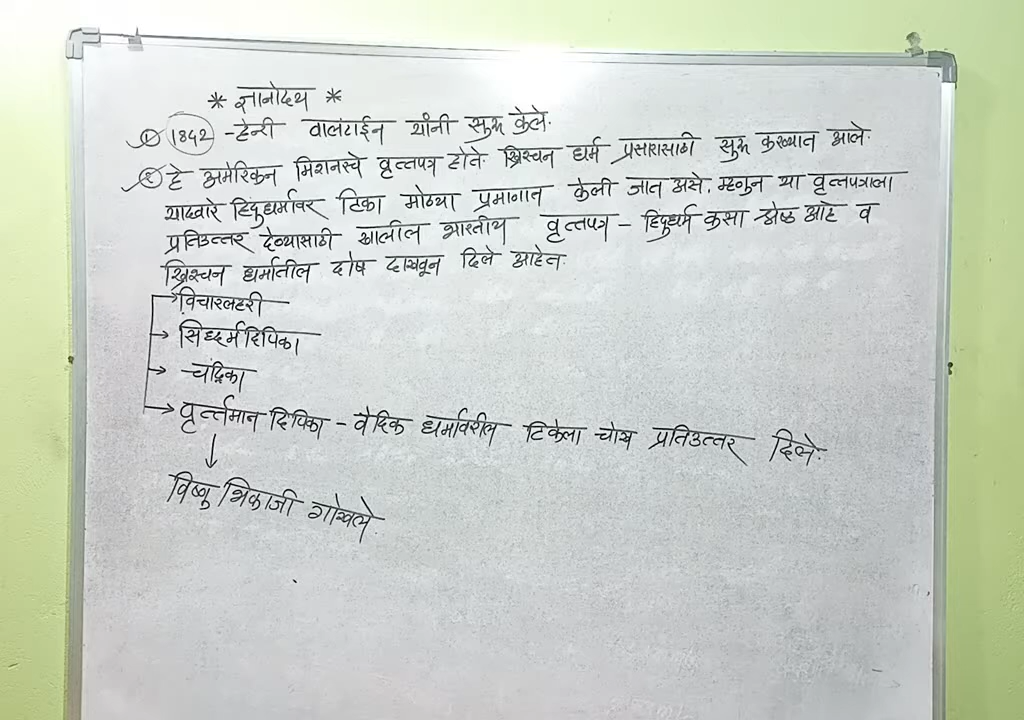 * ज्ञानोदय *
① 1842 - हेन्री वालंटाईन यांनी सुरू केले.
② हे अमेरिकन मिशनचे वृत्तपत्र होते. ख्रिस्चन धर्म प्रसारासाठी सुरू करण्यात आले.
याद्वारे हिंदुधर्मावर टिका मोठ्या प्रमाणात केली जात असे. म्हणुन या वृत्तपत्राला
प्रतिउत्तर देण्यासाठी आलील भारतीय वृत्तपत्र - हिंदुधर्म कसा श्रेष्ठ आहे व
ख्रिस्चन धर्मातील दोष दाखवून दिले आहेत.
→ विचारलहरी
→ सिध्दर्मदिपिका
→ चंद्रिका
→ वृर्त्तमान दिपिका - वैदिक धर्मावरील टिकेला चोख प्रतिउत्तर दिले.
↓
विष्णु भिकाजी गोखले.